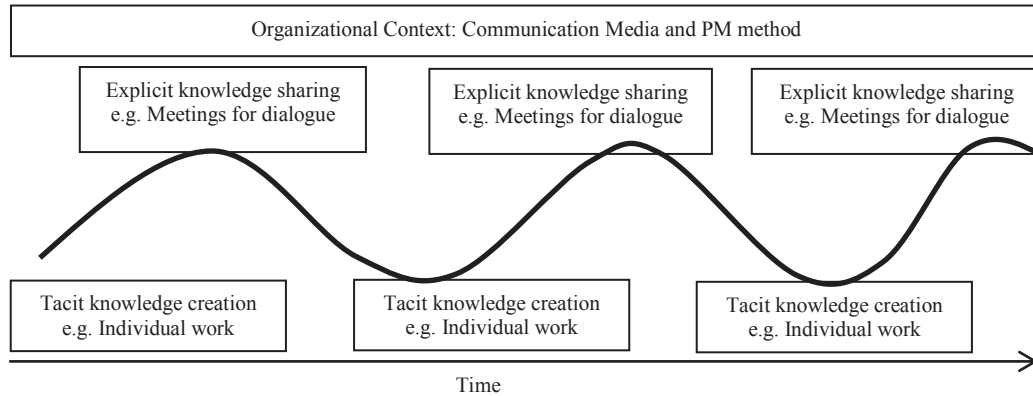 Organizational Context: Communication Media and PM method
Explicit knowledge sharing
e.g. Meetings for dialogue
Explicit knowledge sharing
e.g. Meetings for dialogue
Explicit knowledge sharing
e.g. Meetings for dialogue
Tacit knowledge creation
e.g. Individual work
Tacit knowledge creation
e.g. Individual work
Tacit knowledge creation
e.g. Individual work
Time